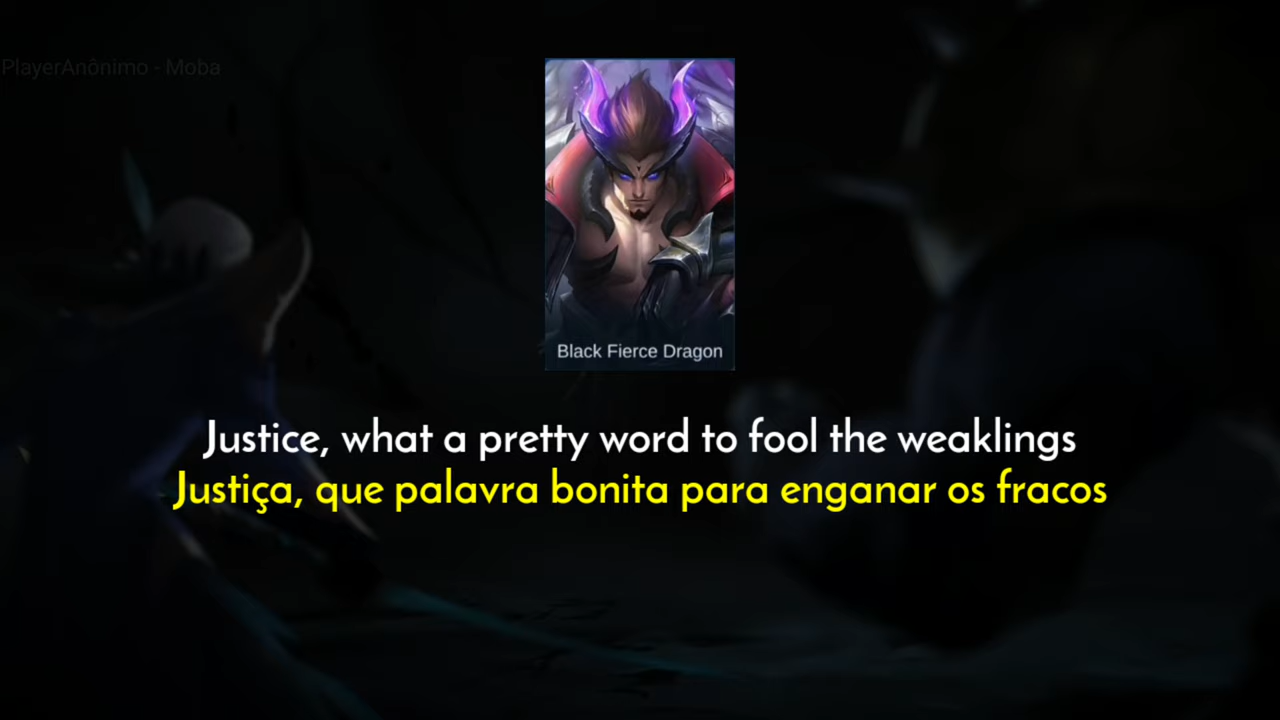 PlayerAnônimo - Moba
Black Fierce Dragon
Justice, what a pretty word to fool the weaklings
Justiça, que palavra bonita para enganar os fracos